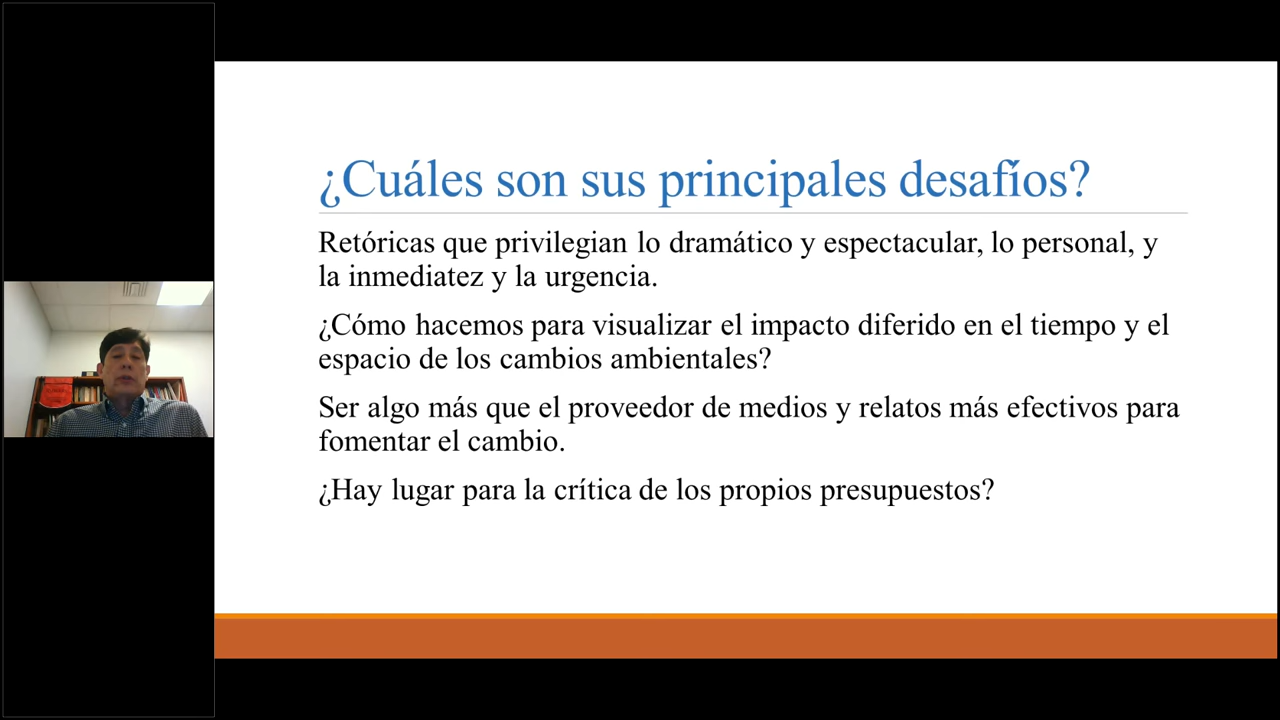 ¿Cuáles son sus principales desafíos?
Retóricas que privilegian lo dramático y espectacular, lo personal, y
la inmediatez y la urgencia.
¿Cómo hacemos para visualizar el impacto diferido en el tiempo y el
espacio de los cambios ambientales?
Ser algo más que el proveedor de medios y relatos más efectivos para
fomentar el cambio.
¿Hay lugar para la crítica de los propios presupuestos?